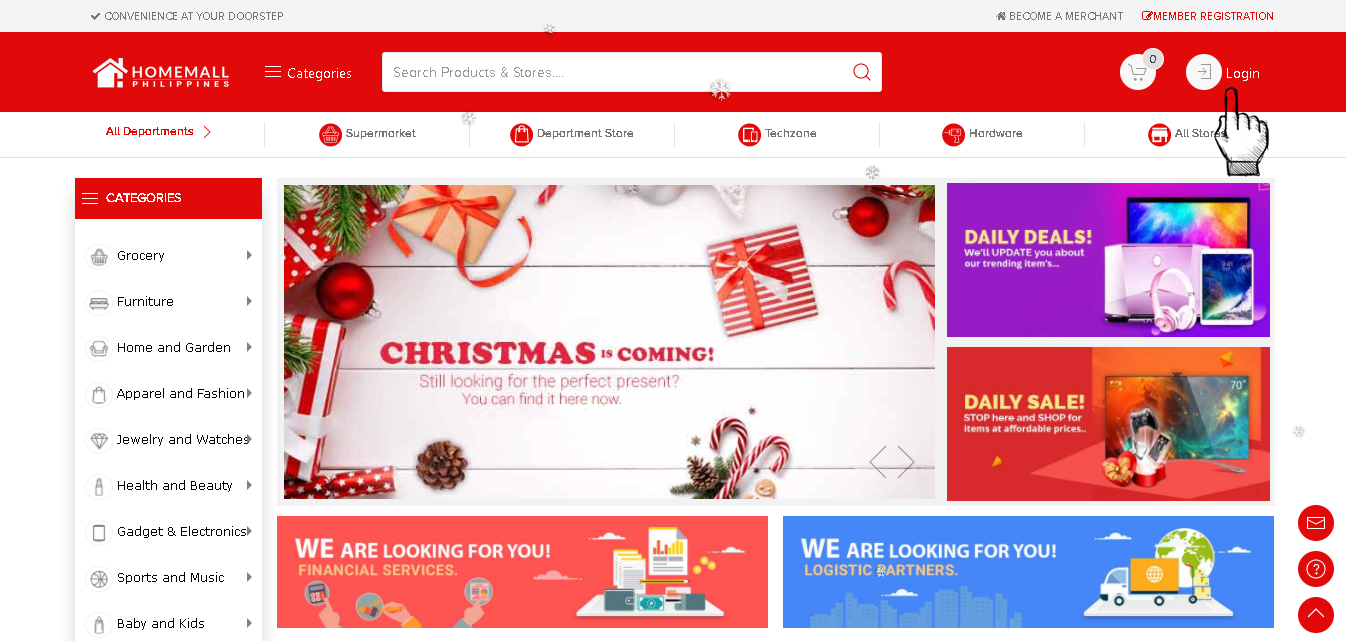 CONVENIENCE AT YOUR DOORSTEP
BECOME A MERCHANT
MEMBER REGISTRATION
HOMEMALL
PHILIPPINES
Categories
Search Products & Stores....
0
Login
All Departments
Supermarket
Department Store
Techzone
Hardware
All Stores
CATEGORIES
Grocery
Furniture
Home and Garden
Apparel and Fashion
Jewelry and Watches
Health and Beauty
Gadget & Electronics
Sports and Music
Baby and Kids
CHRISTMAS IS COMING!
Still looking for the perfect present?
You can find it here now.
DAILY DEALS!
We'll UPDATE you about
our trending item's...
DAILY SALE!
STOP here and SHOP for
items at affordable prices..
70"
WE ARE LOOKING FOR YOU!
FINANCIAL SERVICES.
WE ARE LOOKING FOR YOU!
LOGISTIC PARTNERS.